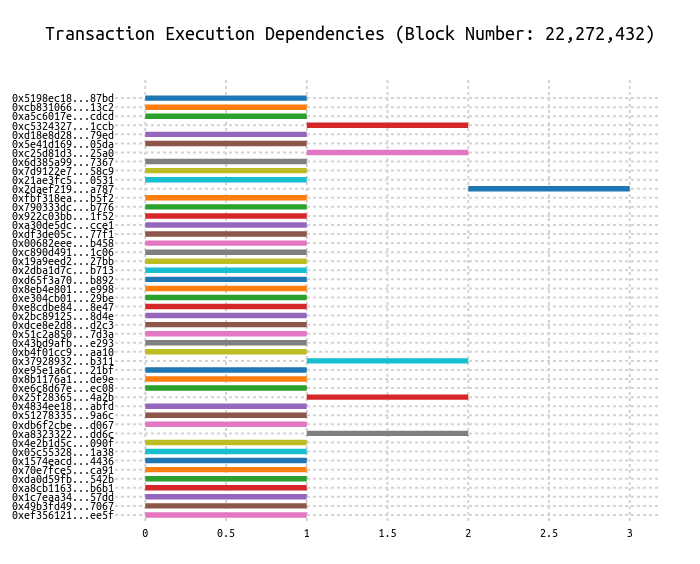 Transaction Execution Dependencies (Block Number: 22,272,432)
0x5198ec18...87bd
0xcb831066...13c2
0xa5c6017e...cdcd
0xc5324327...1ccb
0xd18e8d28...79ed
0x5e41d169...05da
0xc25d81d3...25a0
0x6d385a99...7367
0x7d9122e7...58c9
0x21ae3fc5...0531
0x2daef219...a787
0xfbf318ea...b5f2
0x790333dc...b776
0x922c03bb...1f52
0xa30de5dc...cce1
0xdf3de05c...77f1
0x00682eee...b458
0xc890d491...1c06
0x19a9eed2...27bb
0x2dba1d7c...b713
0xd65f3a70...b892
0x8eb4e801...e998
0xe304cb01...29be
0xe8cdbe84...8e47
0x2bc89125...8d4e
0xdce8e2d8...d2c3
0x51c2a850...7d3a
0x43bd9afb...e293
0xb4f01cc9...aa10
0x37928932...b311
0xe95e1a6c...21bf
0x8b1176a1...de9e
0xe6c8d67e...ec08
0x25f28365...4a2b
0x4834ee18...abfd
0x51278335...9a6c
0xdb6f2cbe...d067
0xa8323322...dd6c
0x4e2b1d5c...090f
0x05c55328...1a38
0x1574eacd...4436
0x70e7fce5...ca91
0xda0d59fb...542b
0xa8cb1163...b6b1
0x1c7eaa34...57dd
0x49b3fd49...7067
0xef356121...ee5f
0 0.5 1 1.5 2 2.5 3